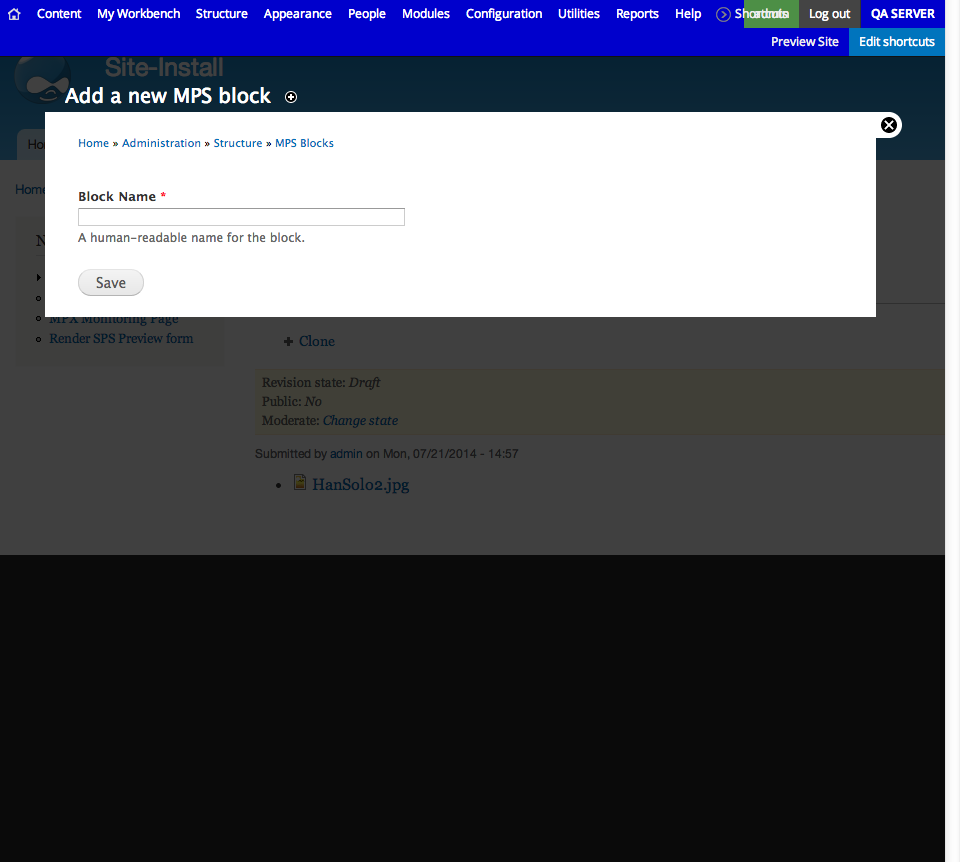 Content My Workbench Structure Appearance People Modules Configuration Utilities Reports Help Shortcuts admin Log out QA SERVER
Preview Site Edit shortcuts
Site-Install
Add a new MPS block
Home » Administration » Structure » MPS Blocks
Home
Block Name *
A human-readable name for the block.
Save
MPX Monitoring Page
Render SPS Preview form
Clone
Revision state: Draft
Public: No
Moderate: Change state
Submitted by admin on Mon, 07/21/2014 - 14:57
HanSolo2.jpg